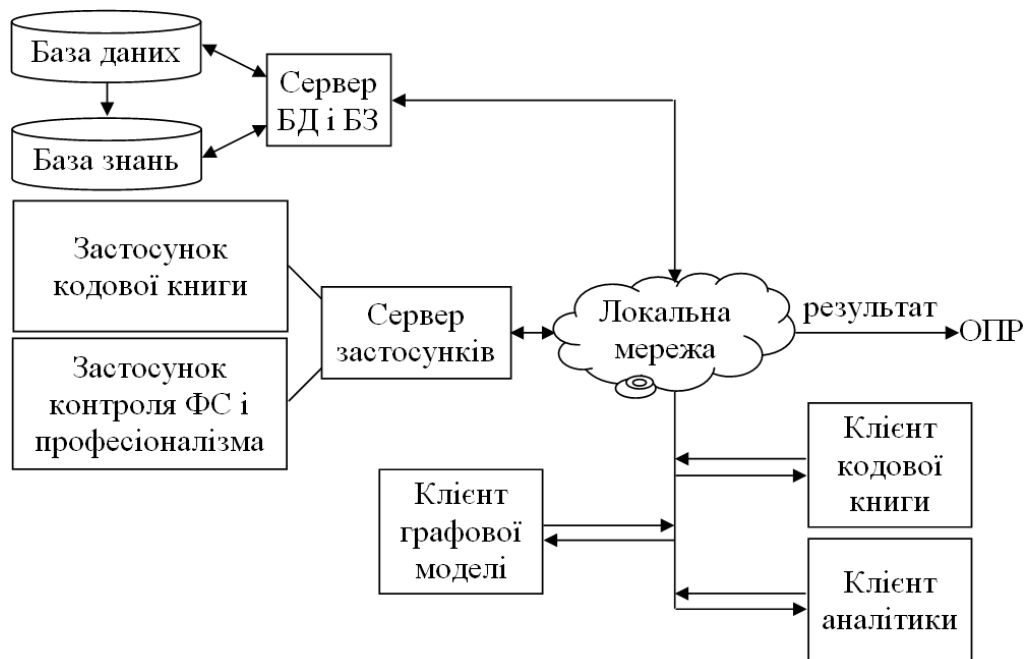 База даних
База знань
Сервер
БД і БЗ
Застосунок
кодової книги
Застосунок
контроля ФС і
професіоналізма
Сервер
застосунків
Локальна
мережа
результат
ОПР
Клієнт
кодової
книги
Клієнт
графової
моделі
Клієнт
аналітики